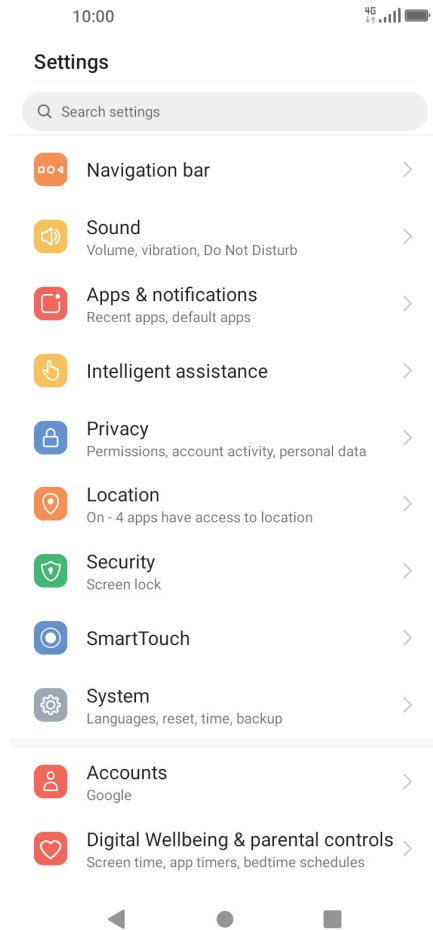 10:00
4G
Settings
Search settings
Navigation bar
Sound
Volume, vibration, Do Not Disturb
Apps & notifications
Recent apps, default apps
Intelligent assistance
Privacy
Permissions, account activity, personal data
Location
On - 4 apps have access to location
Security
Screen lock
SmartTouch
System
Languages, reset, time, backup
Accounts
Google
Digital Wellbeing & parental controls
Screen time, app timers, bedtime schedules